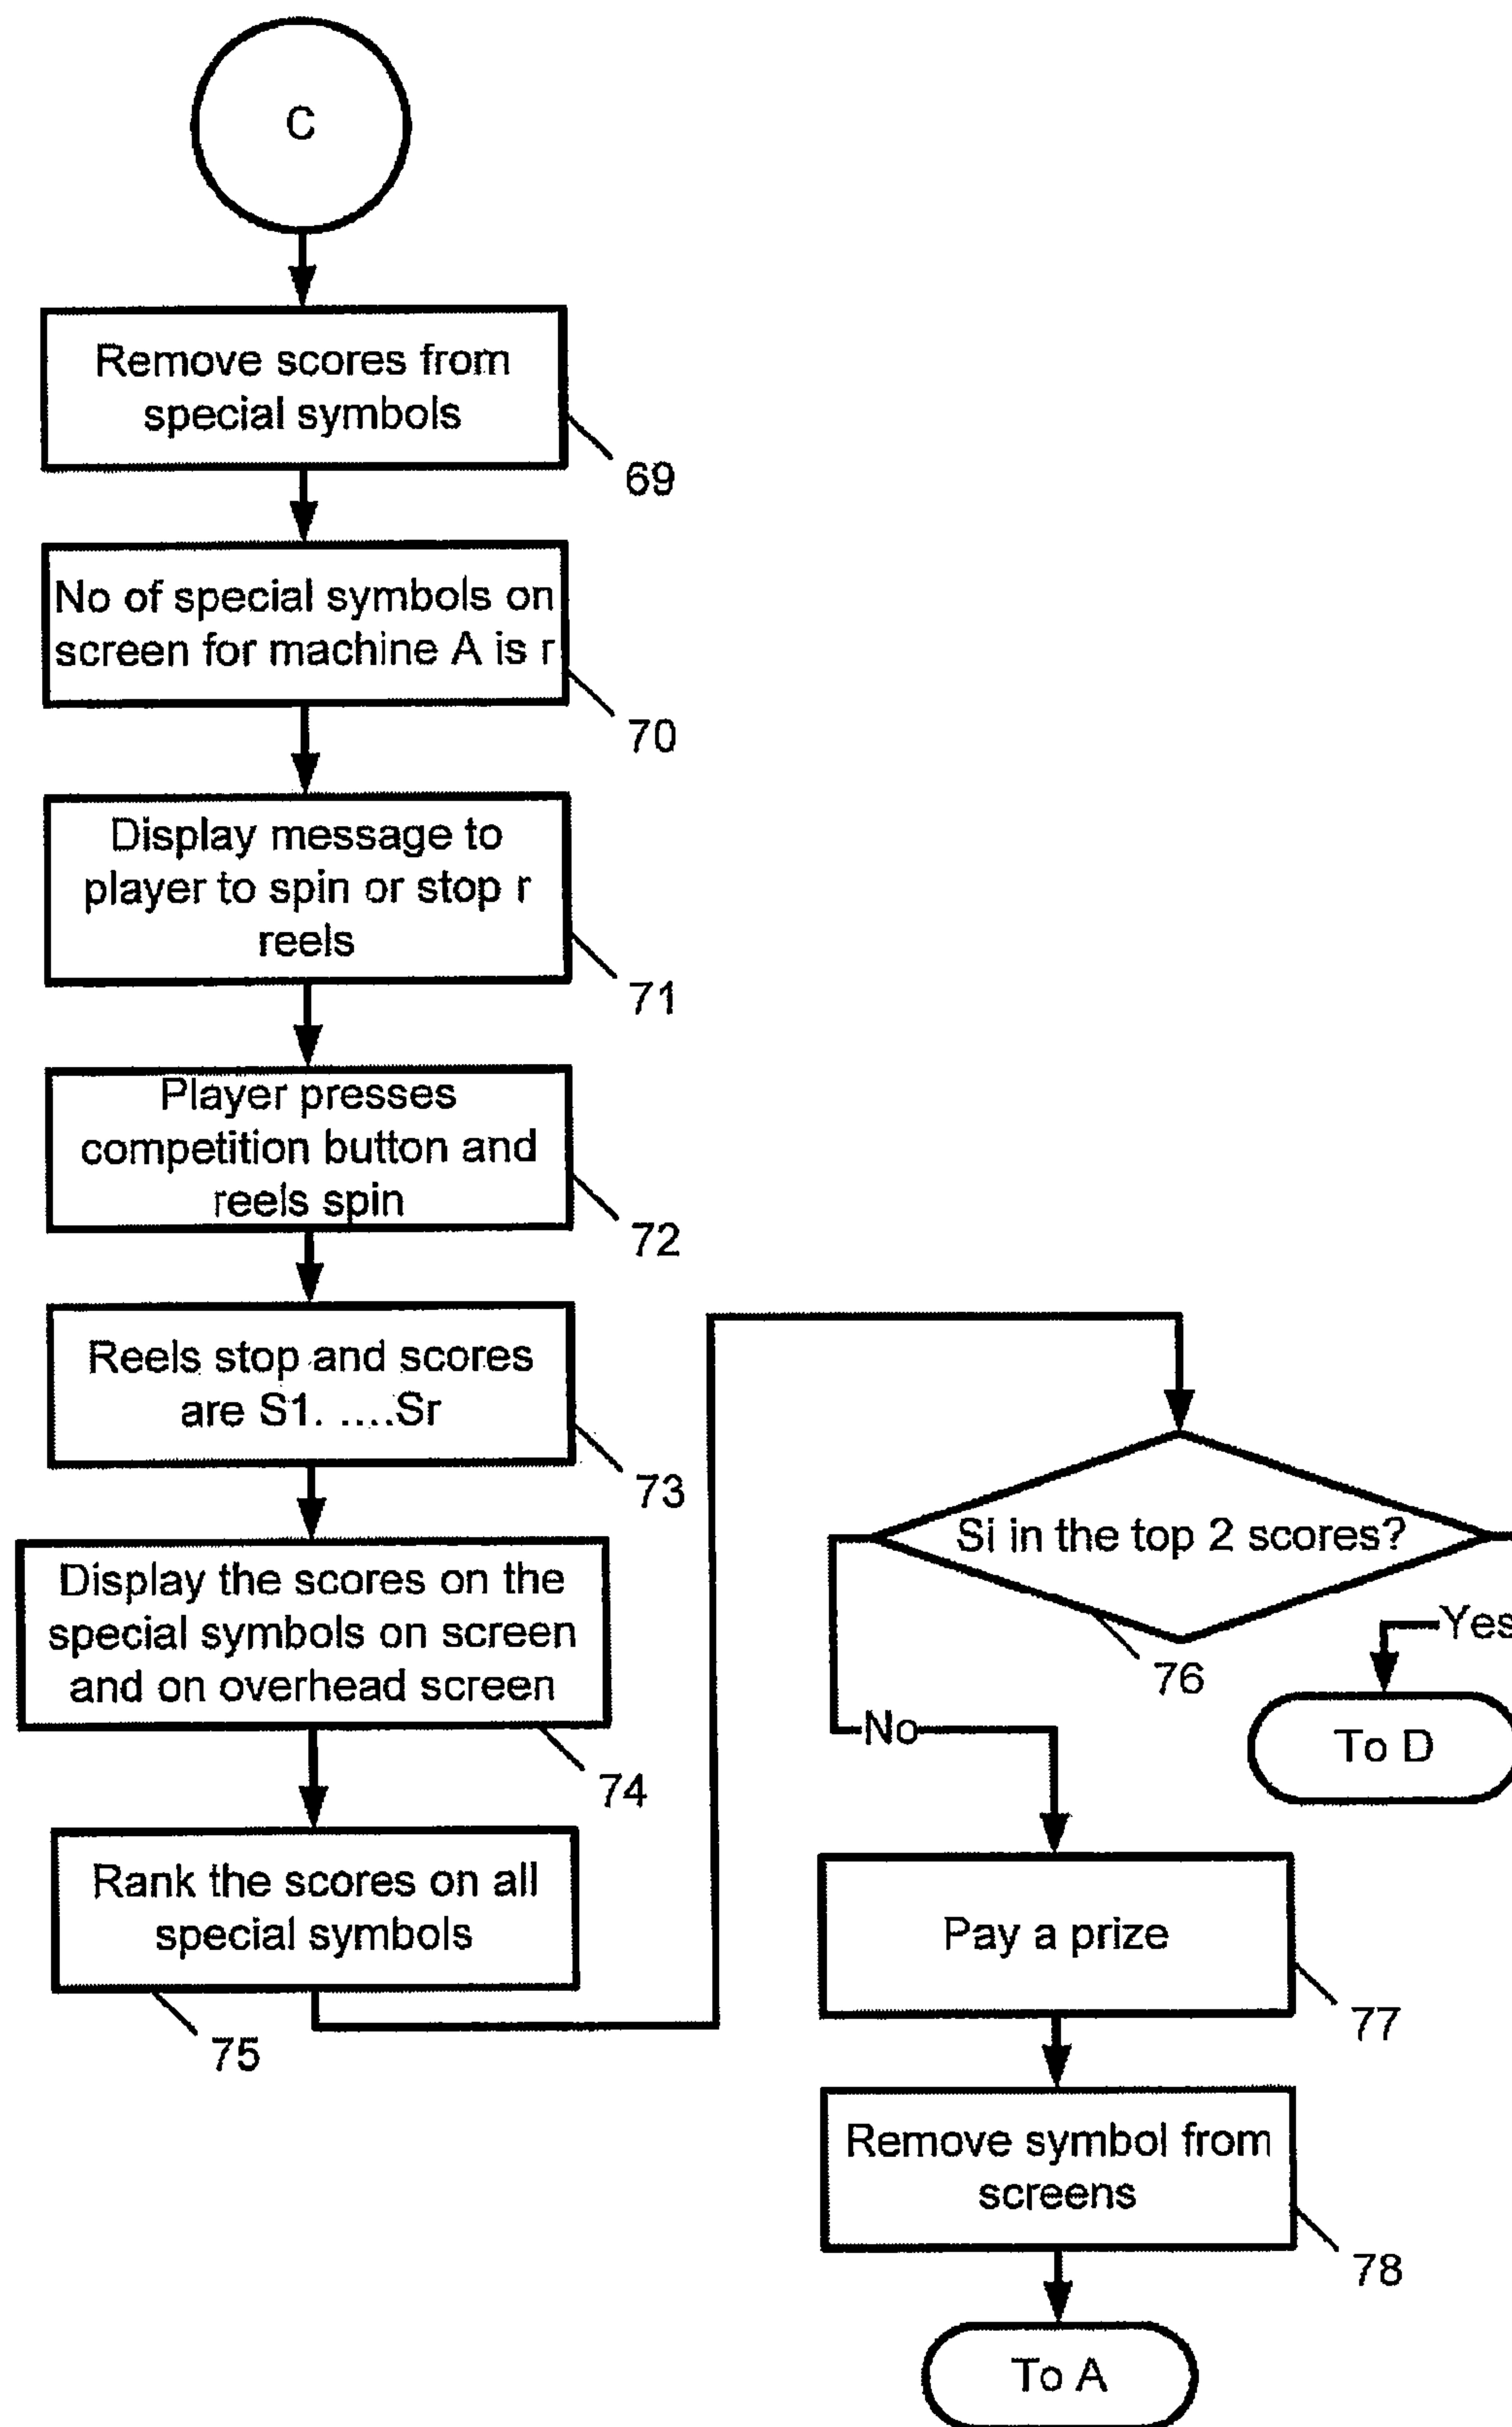 C
Remove scores from
special symbols
69
No of special symbols on
screen for machine A is r
70
Display message to
player to spin or stop r
reels
71
Player presses
competition button and
reels spin
72
Reels stop and scores
are S1. ....Sr
73
Display the scores on the
special symbols on screen
and on overhead screen
74
Rank the scores on all
special symbols
75
Si in the top 2 scores?
76
Yes
To D
No
Pay a prize
77
Remove symbol from
screens
78
To A